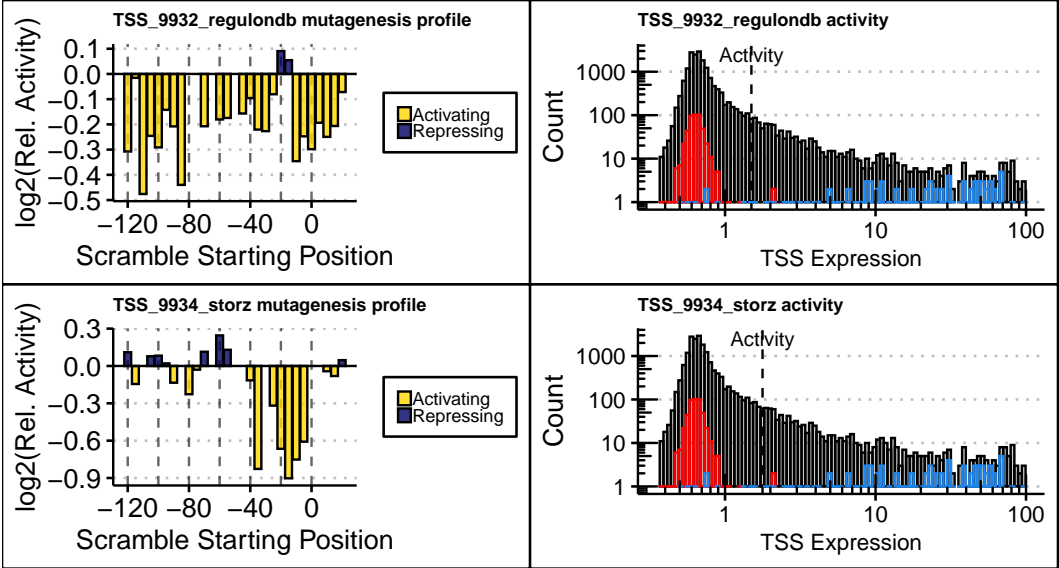 TSS_9932_regulondb mutagenesis profile
log2(Rel. Activity)
0.1
0.0
−0.1
−0.2
−0.3
−0.4
−0.5
−120 −80 −40 0
Scramble Starting Position
Activating
Repressing
TSS_9932_regulondb activity
Activity
Count
1000
100
10
1
1 10 100
TSS Expression
TSS_9934_storz mutagenesis profile
log2(Rel. Activity)
0.3
0.0
−0.3
−0.6
−0.9
−120 −80 −40 0
Scramble Starting Position
Activating
Repressing
TSS_9934_storz activity
Activity
Count
1000
100
10
1
1 10 100
TSS Expression